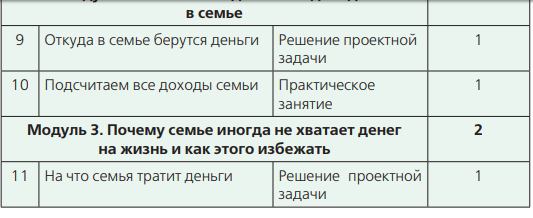 в семье
9 Откуда в семье берутся деньги Решение проектной 1
задачи
10 Подсчитаем все доходы семьи Практическое 1
занятие
Модуль 3. Почему семье иногда не хватает денег 2
на жизнь и как этого избежать
11 На что семья тратит деньги Решение проектной 1
задачи